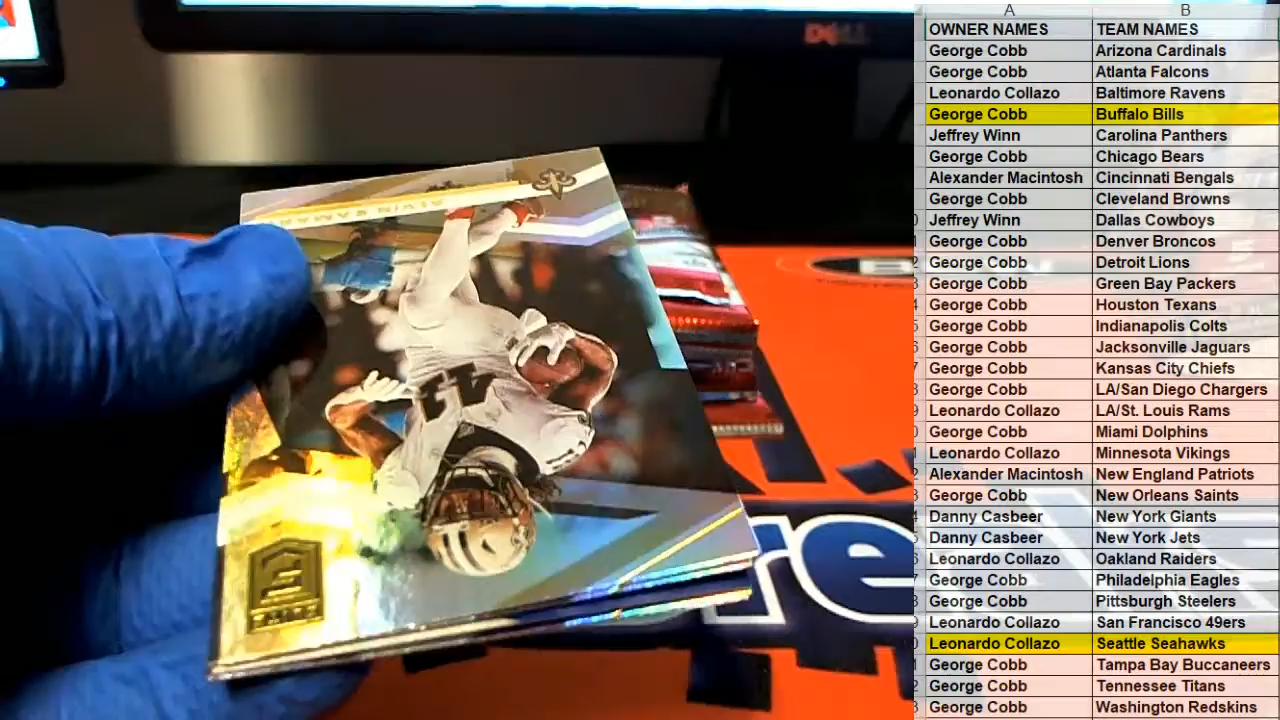 DELL
ALVIN KAMARA
41
ELITE
re
A B
OWNER NAMES TEAM NAMES
George Cobb Arizona Cardinals
George Cobb Atlanta Falcons
Leonardo Collazo Baltimore Ravens
George Cobb Buffalo Bills
Jeffrey Winn Carolina Panthers
George Cobb Chicago Bears
Alexander Macintosh Cincinnati Bengals
George Cobb Cleveland Browns
Jeffrey Winn Dallas Cowboys
George Cobb Denver Broncos
George Cobb Detroit Lions
George Cobb Green Bay Packers
George Cobb Houston Texans
George Cobb Indianapolis Colts
George Cobb Jacksonville Jaguars
George Cobb Kansas City Chiefs
George Cobb LA/San Diego Chargers
Leonardo Collazo LA/St. Louis Rams
George Cobb Miami Dolphins
Leonardo Collazo Minnesota Vikings
Alexander Macintosh New England Patriots
George Cobb New Orleans Saints
Danny Casbeer New York Giants
Danny Casbeer New York Jets
Leonardo Collazo Oakland Raiders
George Cobb Philadelphia Eagles
George Cobb Pittsburgh Steelers
Leonardo Collazo San Francisco 49ers
Leonardo Collazo Seattle Seahawks
George Cobb Tampa Bay Buccaneers
George Cobb Tennessee Titans
George Cobb Washington Redskins